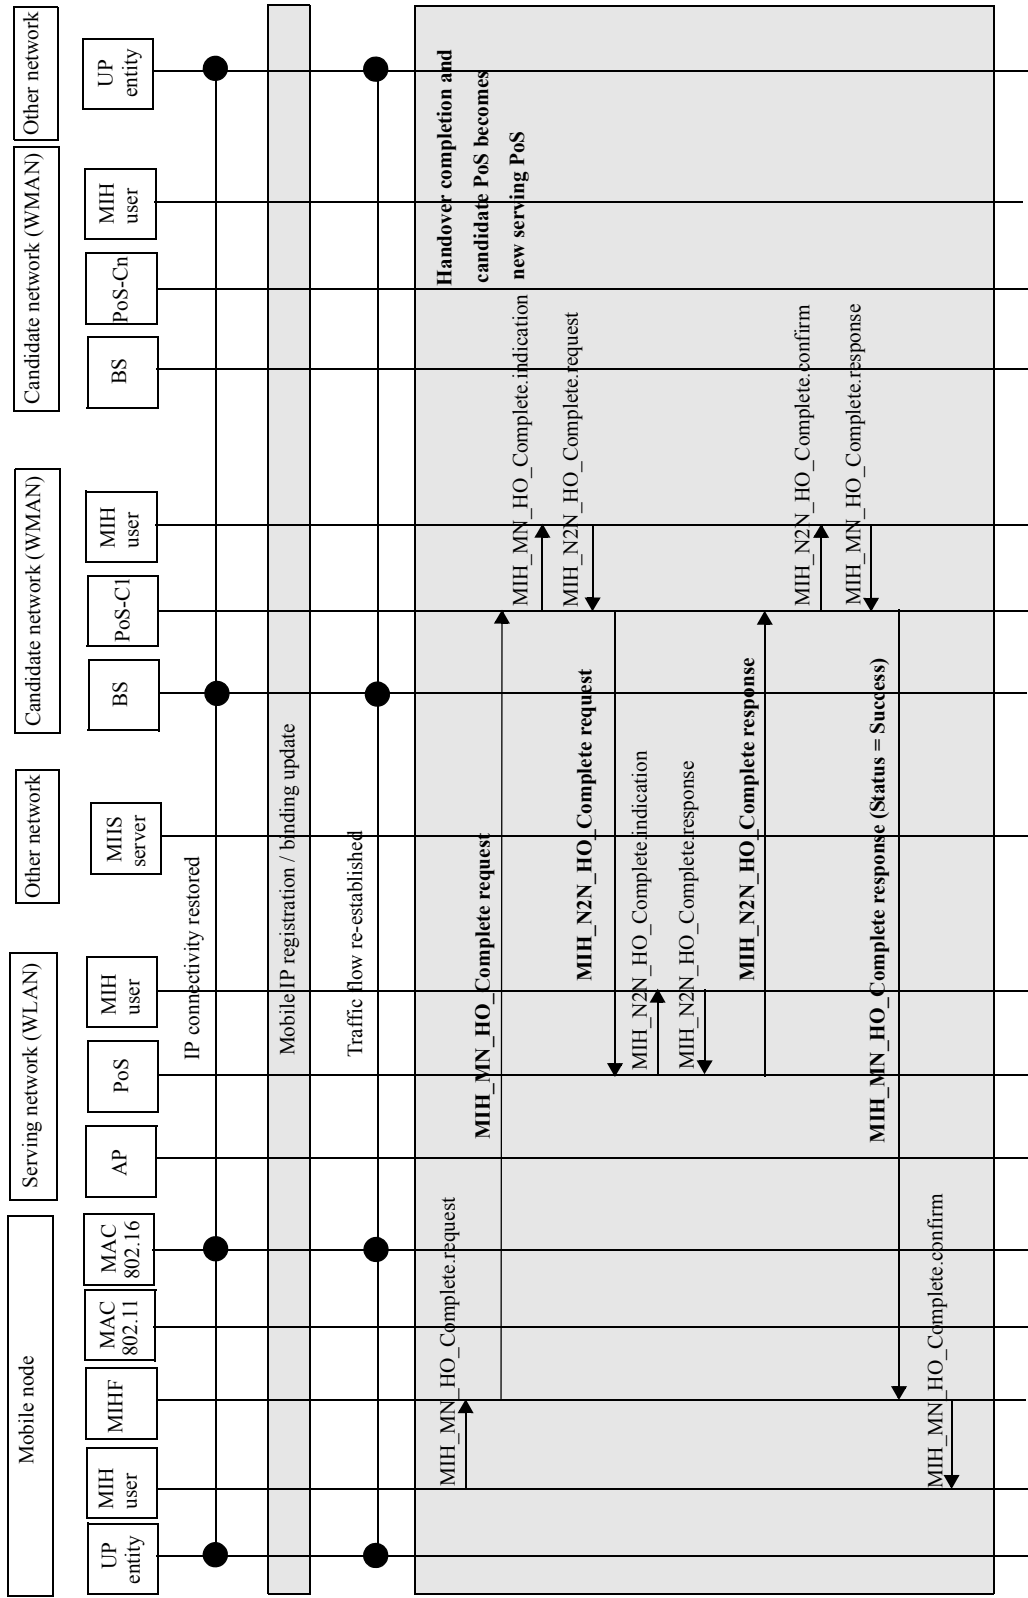 Mobile node
Serving network (WLAN)
Other network
Candidate network (WMAN)
Candidate network (WMAN)
Other network
UP
entity
MIH
user
MIHF
MAC
802.11
MAC
802.16
AP
PoS
MIH
user
MIIS
server
BS
PoS-C1
MIH
user
BS
PoS-Cn
MIH
user
UP
entity
IP connectivity restored
Mobile IP registration / binding update
Traffic flow re-established
Handover completion and
candidate PoS becomes
new serving PoS
MIH_MN_HO_Complete.request
MIH_MN_HO_Complete request
MIH_MN_HO_Complete.indication
MIH_N2N_HO_Complete.request
MIH_N2N_HO_Complete request
MIH_N2N_HO_Complete.indication
MIH_N2N_HO_Complete.response
MIH_N2N_HO_Complete response
MIH_N2N_HO_Complete.confirm
MIH_MN_HO_Complete.response
MIH_MN_HO_Complete response (Status = Success)
MIH_MN_HO_Complete.confirm